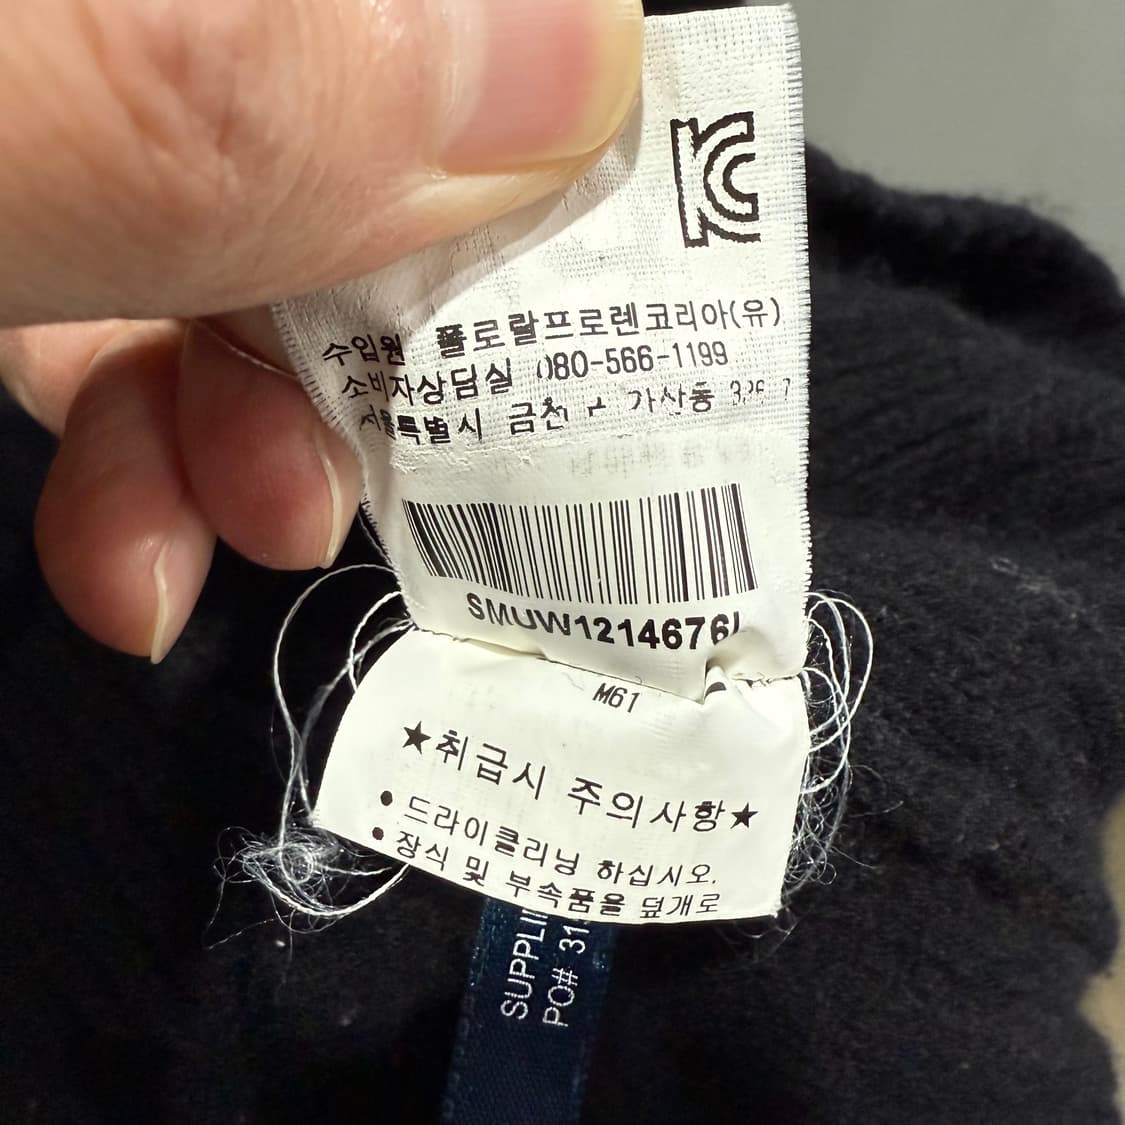 KC
수입원 폴로랄프로렌코리아(유)
소비자상담실 080-566-1199
서울특별시 금천 가산동
SMUW1214676
M61
★취급시 주의사항★
● 드라이클리닝 하십시오.
● 장식 및 부속품을 덮개로
SUPPLI
PO# 31